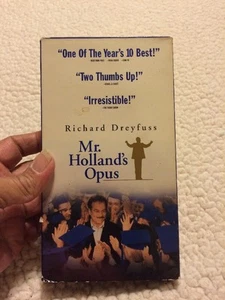 "One Of The Year's 10 Best!"
"Two Thumbs Up!"
"Irresistible!"
Richard Dreyfuss
Mr.
Holland's
Opus